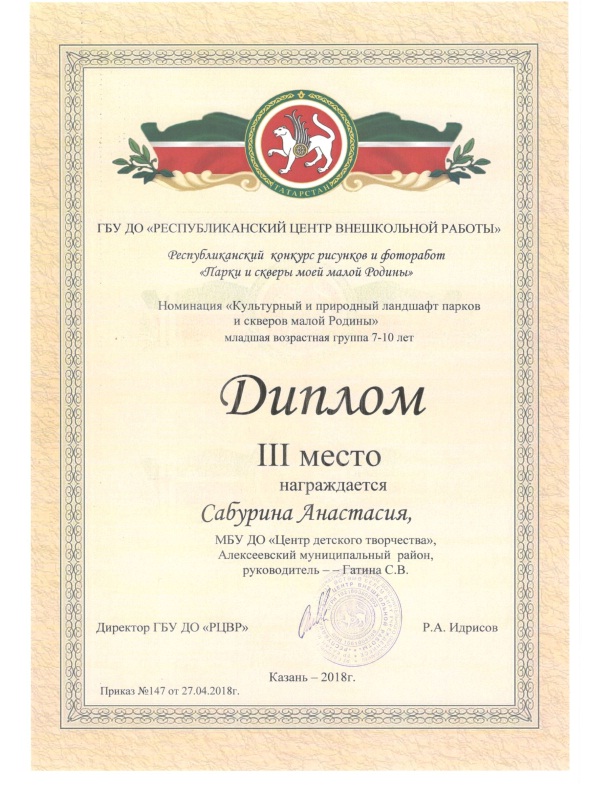 ТАТАРСТАН
ГБУ ДО «РЕСПУБЛИКАНСКИЙ ЦЕНТР ВНЕШКОЛЬНОЙ РАБОТЫ»
Республиканский конкурс рисунков и фоторабот
«Парки и скверы моей малой Родины»
Номинация «Культурный и природный ландшафт парков
и скверов малой Родины»
младшая возрастная группа 7-10 лет
Диплом
III место
награждается
Сабурина Анастасия,
МБУ ДО «Центр детского творчества»,
Алексеевский муниципальный район,
руководитель – – Гатина С.В.
Директор ГБУ ДО «РЦВР»
Р.А. Идрисов
Казань – 2018г.
Приказ №147 от 27.04.2018г.